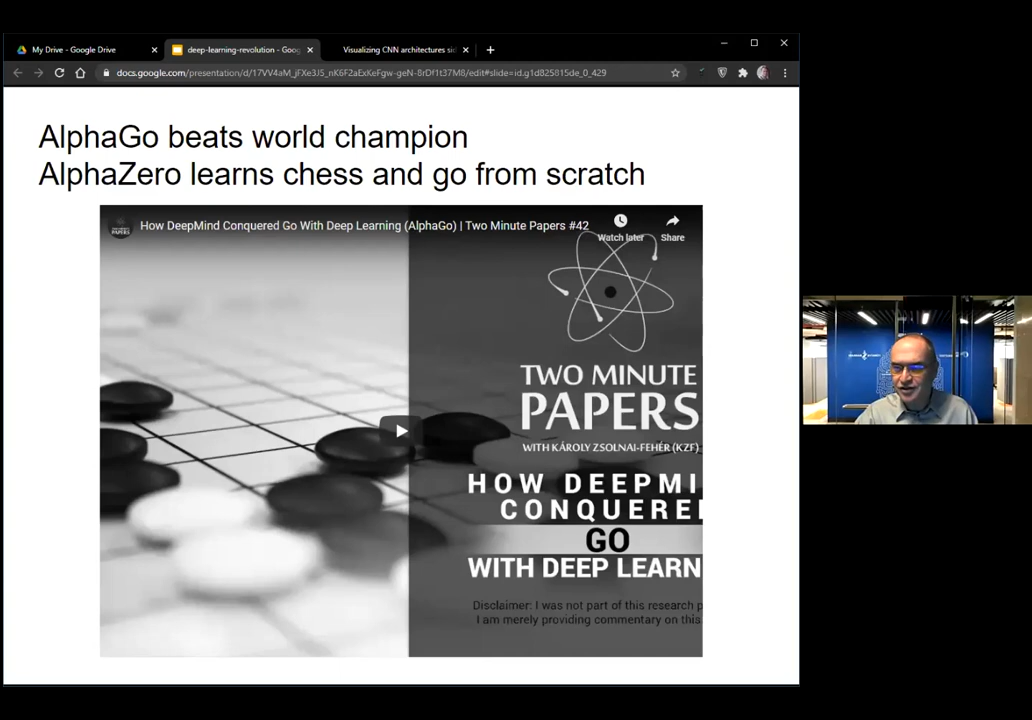 My Drive - Google Drive
deep-learning-revolution - Goog
Visualizing CNN architectures sid
AlphaGo beats world champion
AlphaZero learns chess and go from scratch
How DeepMind Conquered Go With Deep Learning (AlphaGo) | Two Minute Papers #42
Watch later
Share
TWO MINUTE
PAPERS
WITH KÁROLY ZSOLNAI-FEHÉR (KZF)
HOW DEEPMI
CONQUERE
GO
WITH DEEP LEARN
Disclaimer: I was not part of this research p
I am merely providing commentary on this